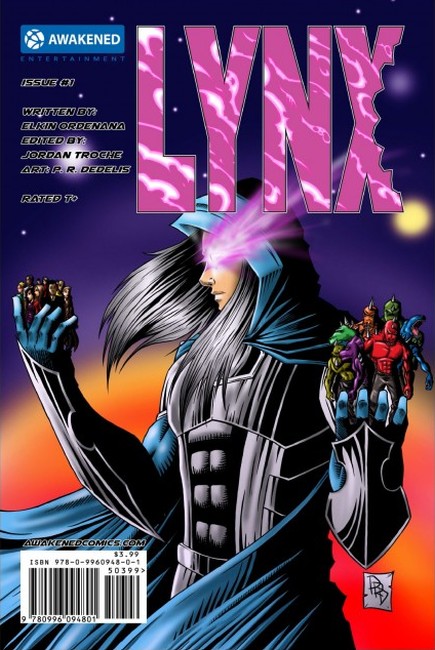 AWAKENED
ENTERTAINMENT
LYNX
ISSUE #1
WRITTEN BY:
ELKIN ORDENANA
EDITED BY:
JORDAN TROCHE
ART: P. R. DEDELIS
RATED T+
AWAKENEDCOMICS.COM
$3.99
ISBN 978-0-9960948-0-1
50399>
9 780996 094801
PRD